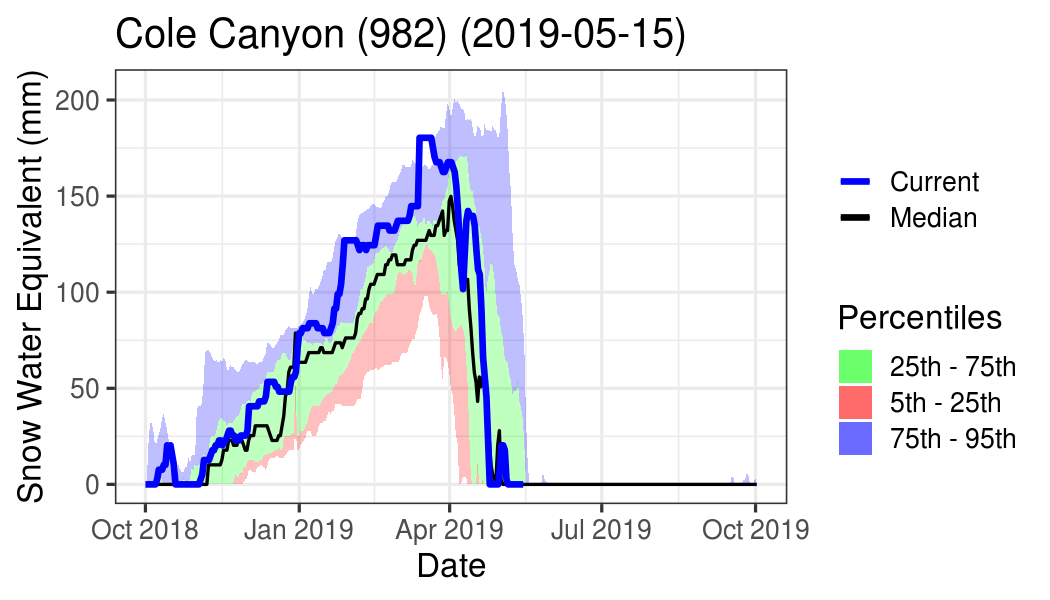 Cole Canyon (982) (2019-05-15)
Snow Water Equivalent (mm)
200
150
100
50
0
Oct 2018
Jan 2019
Apr 2019
Jul 2019
Oct 2019
Date
Current
Median
Percentiles
25th - 75th
5th - 25th
75th - 95th